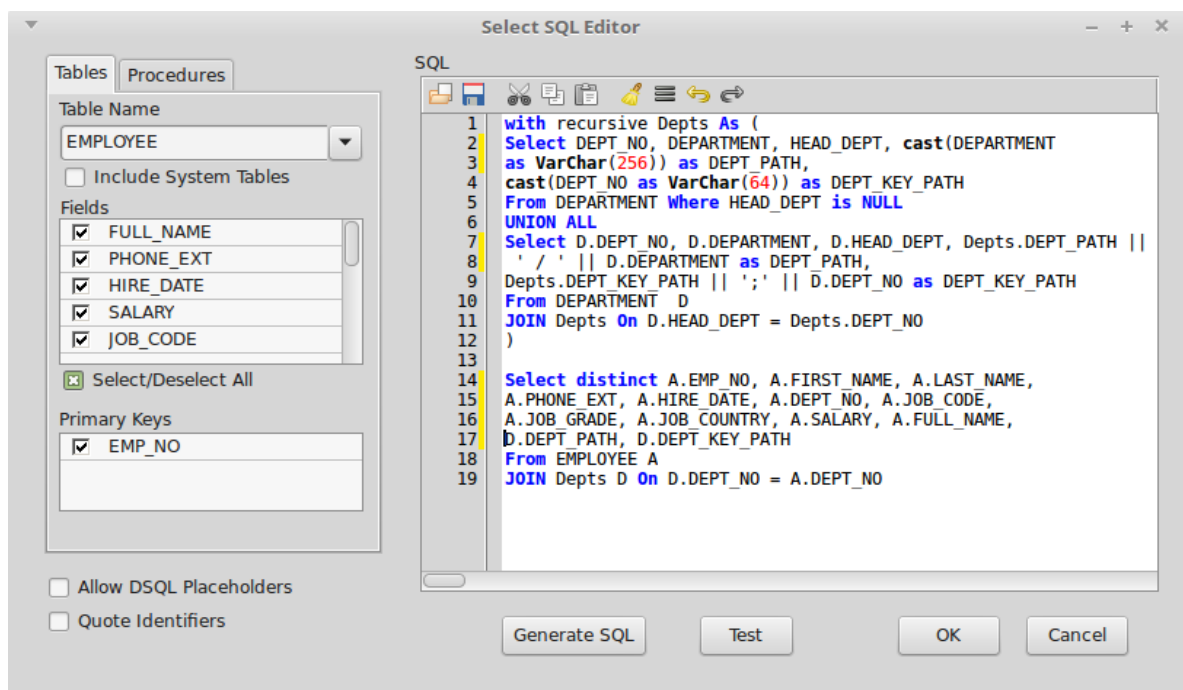 Select SQL Editor
Tables
Procedures
Table Name
EMPLOYEE
Include System Tables
Fields
FULL_NAME
PHONE_EXT
HIRE_DATE
SALARY
JOB_CODE
Select/Deselect All
Primary Keys
EMP_NO
Allow DSQL Placeholders
Quote Identifiers
SQL
1 with recursive Depts As (
2 Select DEPT_NO, DEPARTMENT, HEAD_DEPT, cast(DEPARTMENT
3 as VarChar(256)) as DEPT_PATH,
4 cast(DEPT_NO as VarChar(64)) as DEPT_KEY_PATH
5 From DEPARTMENT Where HEAD_DEPT is NULL
6 UNION ALL
7 Select D.DEPT_NO, D.DEPARTMENT, D.HEAD_DEPT, Depts.DEPT_PATH ||
8 ' / ' || D.DEPARTMENT as DEPT_PATH,
9 Depts.DEPT_KEY_PATH || ';' || D.DEPT_NO as DEPT_KEY_PATH
10 From DEPARTMENT  D
11 JOIN Depts On D.HEAD_DEPT = Depts.DEPT_NO
12 )
13
14 Select distinct A.EMP_NO, A.FIRST_NAME, A.LAST_NAME,
15 A.PHONE_EXT, A.HIRE_DATE, A.DEPT_NO, A.JOB_CODE,
16 A.JOB_GRADE, A.JOB_COUNTRY, A.SALARY, A.FULL_NAME,
17 D.DEPT_PATH, D.DEPT_KEY_PATH
18 From EMPLOYEE A
19 JOIN Depts D On D.DEPT_NO = A.DEPT_NO
Generate SQL
Test
OK
Cancel